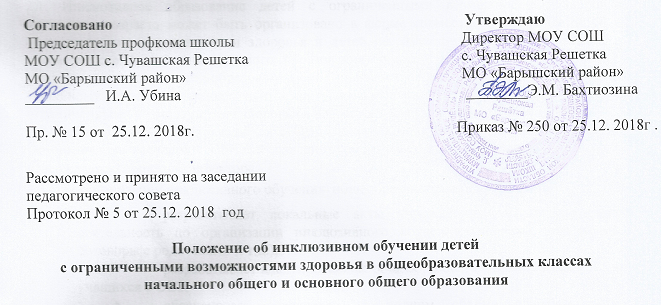 Согласовано
Председатель профкома школы
МОУ СОШ с. Чувашская Решетка
МО «Барышский район»
И.А. Убина
Пр. № 15 от 25.12. 2018г.
Утверждаю
Директор МОУ СОШ
с. Чувашская Решетка
МО «Барышский район»
Э.М. Бахтиозина
Приказ № 250 от 25.12. 2018г .
Рассмотрено и принято на заседании
педагогического совета
Протокол № 5 от 25.12. 2018 год
Положение об инклюзивном обучении детей
с ограниченными возможностями здоровья в общеобразовательных классах
начального общего и основного общего образования